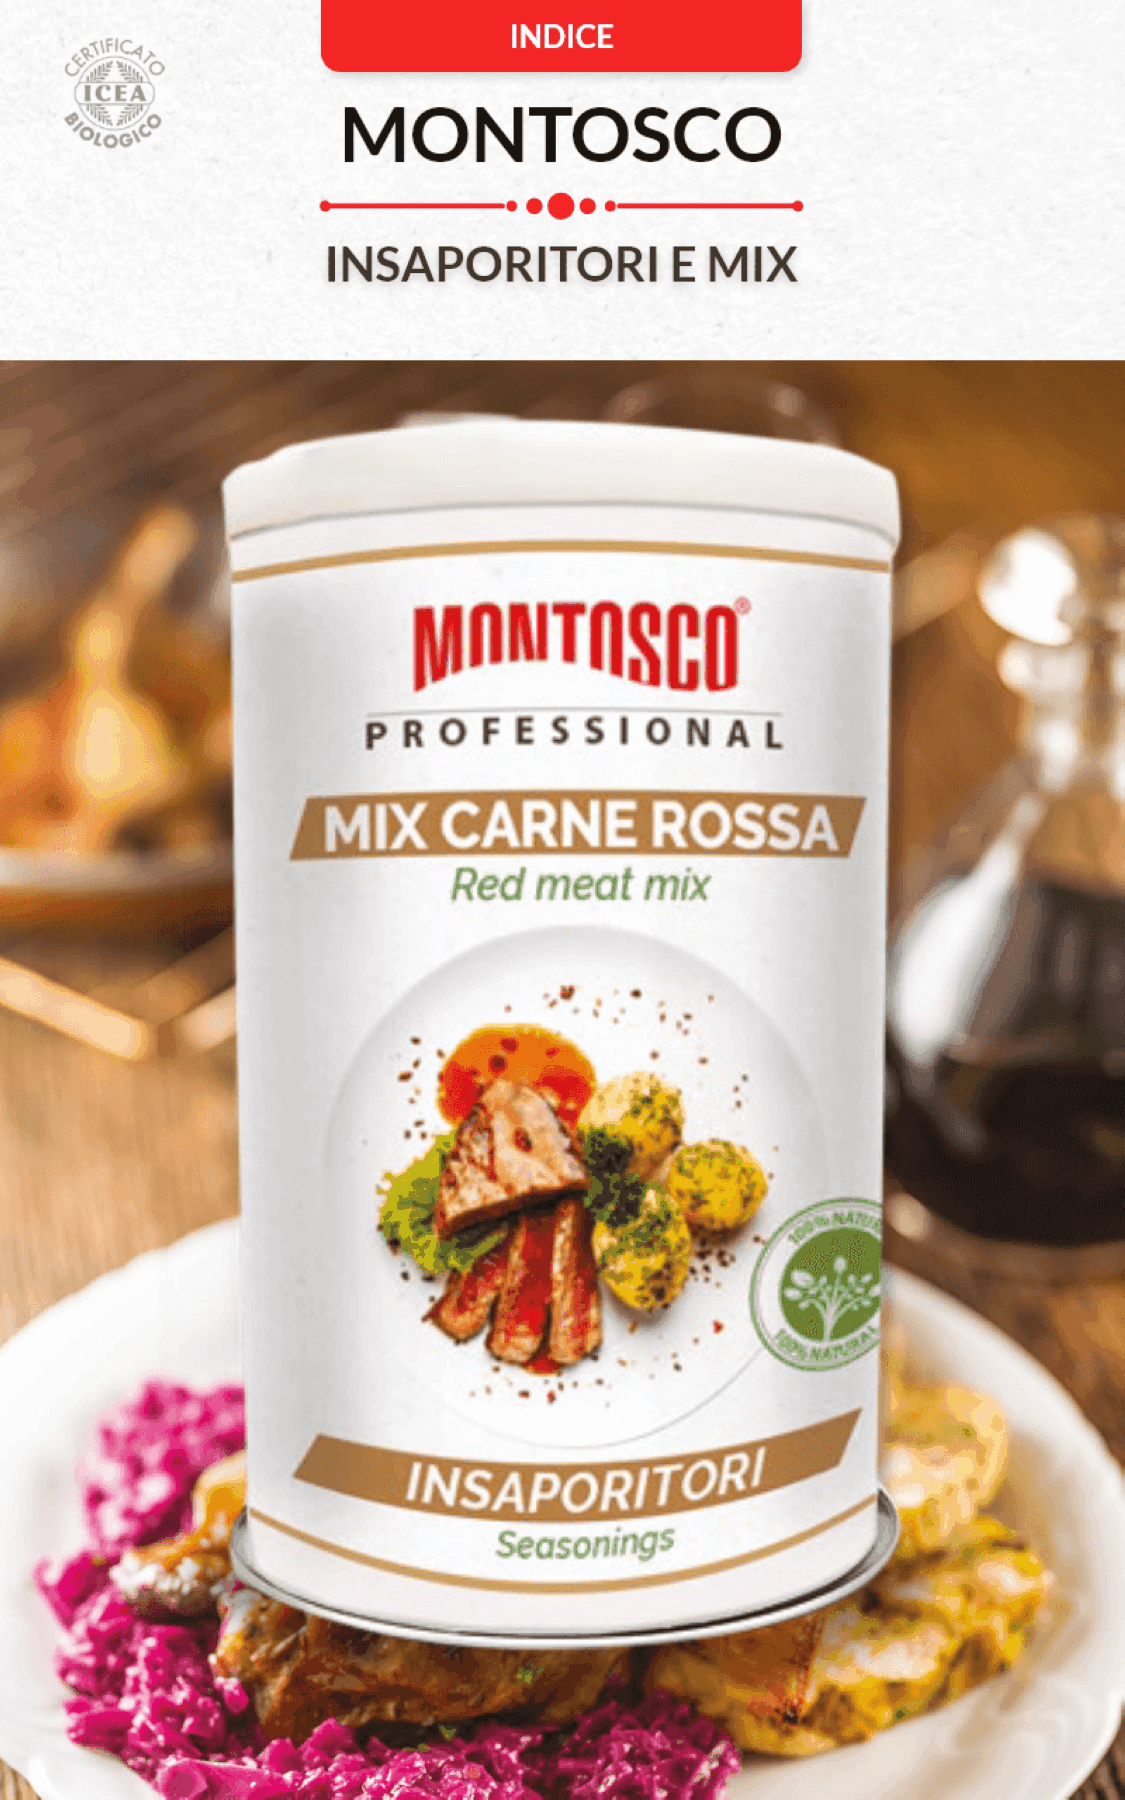 INDICE
CERTIFICATO
ICEA
BIOLOGICO
MONTOSCO
INSAPORITORI E MIX
MONTOSCO®
PROFESSIONAL
MIX CARNE ROSSA
Red meat mix
100% NATURAL
100% NATURAL
INSAPORITORI
Seasonings